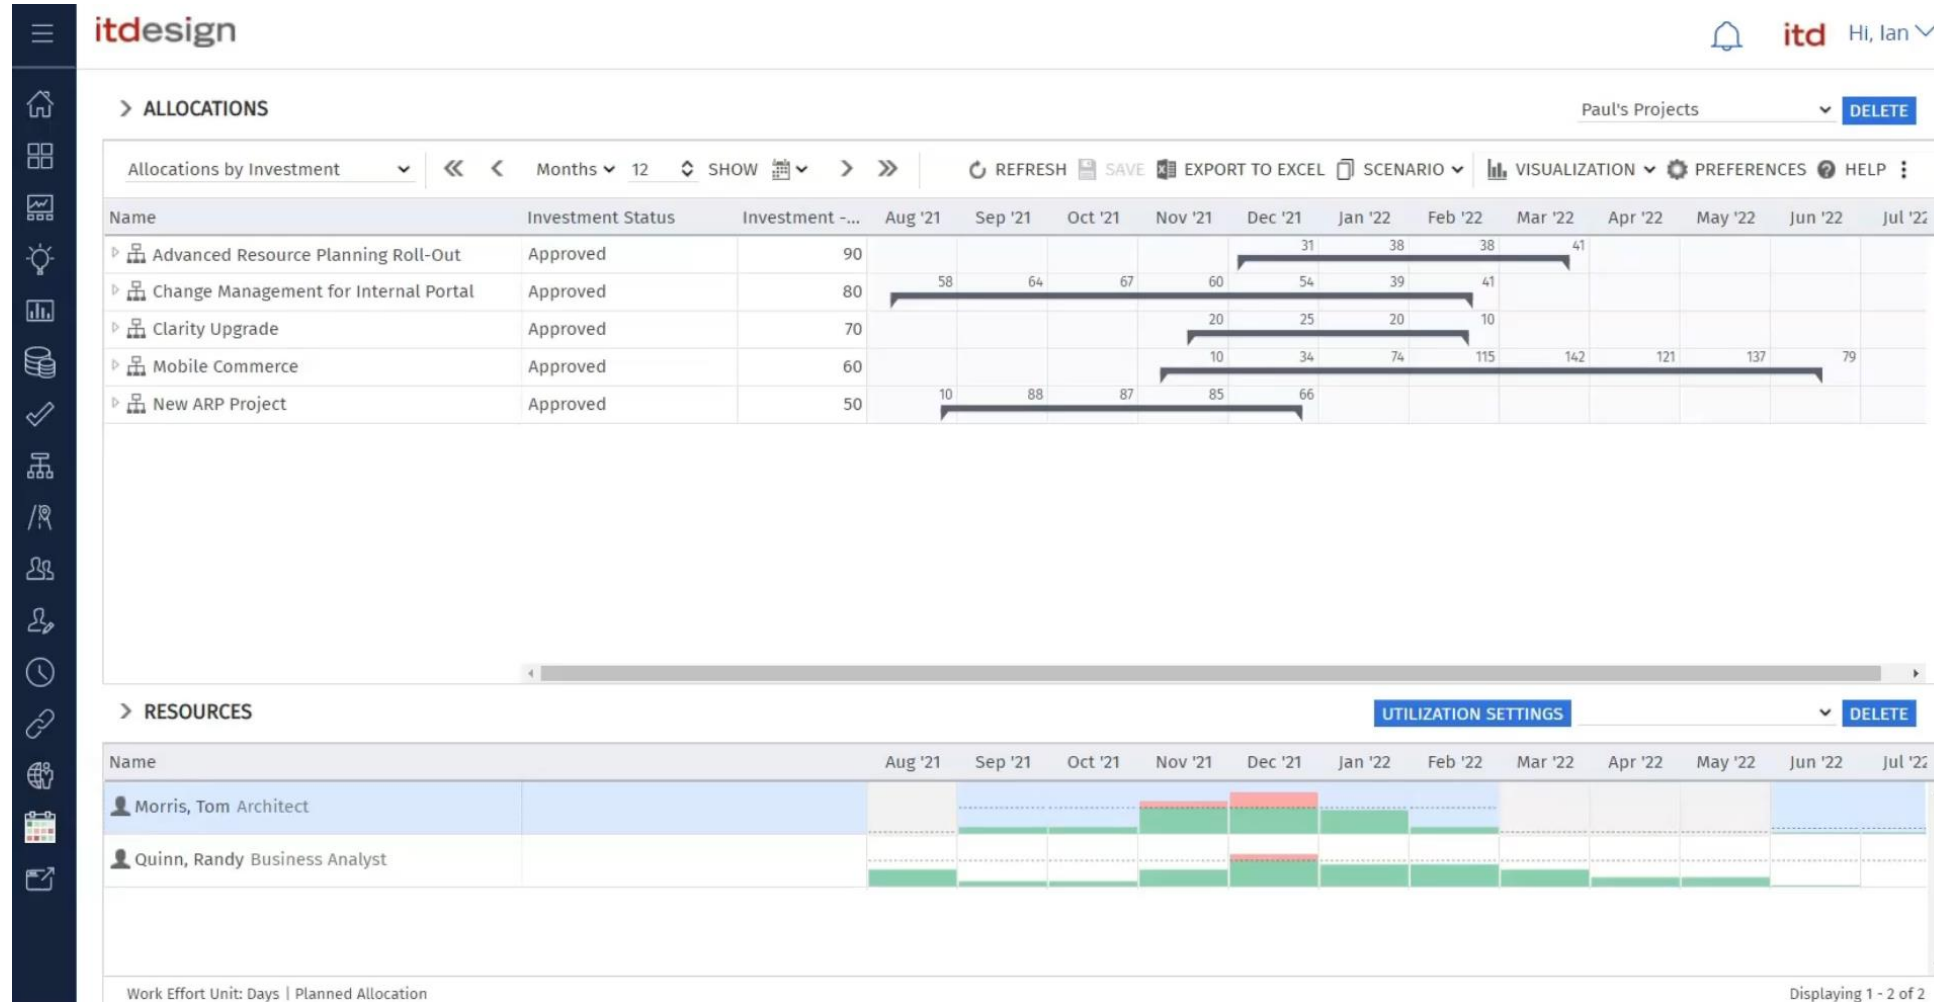 itdesign
itd Hi, Ian
ALLOCATIONS
Paul's Projects DELETE
Allocations by Investment Months 12 SHOW REFRESH SAVE EXPORT TO EXCEL SCENARIO VISUALIZATION PREFERENCES HELP
Name Investment Status Investment -... Aug '21 Sep '21 Oct '21 Nov '21 Dec '21 Jan '22 Feb '22 Mar '22 Apr '22 May '22 Jun '22 Jul '22
Advanced Resource Planning Roll-Out Approved 90 31 38 38 41
Change Management for Internal Portal Approved 80 58 64 67 60 54 39 41
Clarity Upgrade Approved 70 20 25 20 10
Mobile Commerce Approved 60 10 34 74 115 142 121 137 79
New ARP Project Approved 50 10 88 87 85 66
RESOURCES
UTILIZATION SETTINGS DELETE
Name Aug '21 Sep '21 Oct '21 Nov '21 Dec '21 Jan '22 Feb '22 Mar '22 Apr '22 May '22 Jun '22 Jul '22
Morris, Tom Architect
Quinn, Randy Business Analyst
Work Effort Unit: Days | Planned Allocation
Displaying 1 - 2 of 2